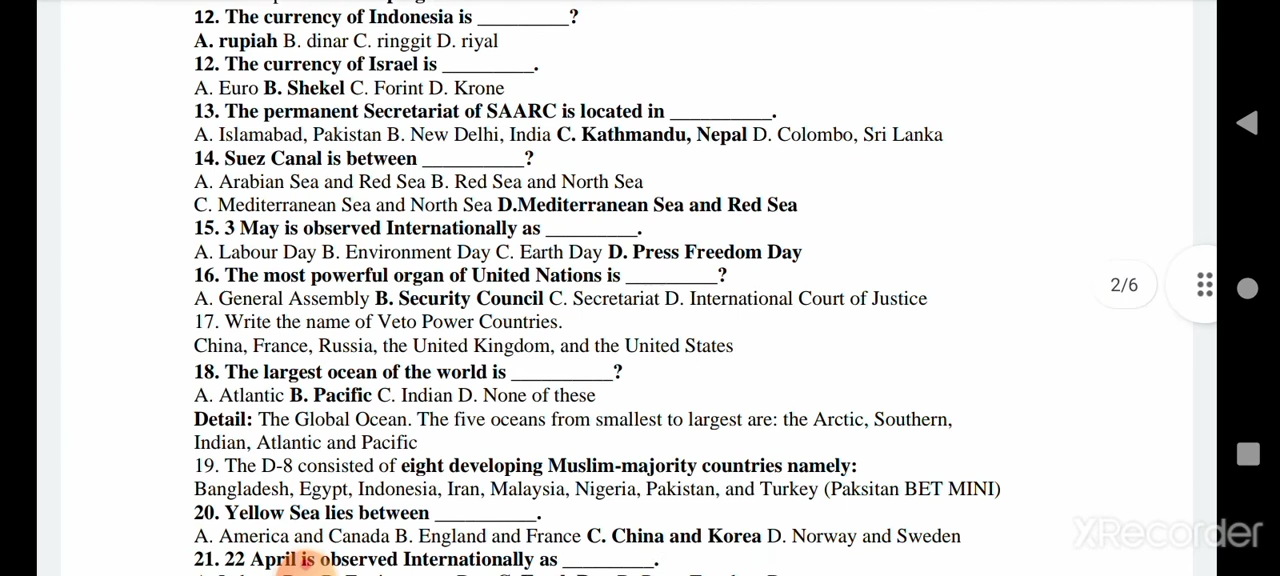 12. The currency of Indonesia is _________?
A. rupiah B. dinar C. ringgit D. riyal
12. The currency of Israel is _________.
A. Euro B. Shekel C. Forint D. Krone
13. The permanent Secretariat of SAARC is located in __________.
A. Islamabad, Pakistan B. New Delhi, India C. Kathmandu, Nepal D. Colombo, Sri Lanka
14. Suez Canal is between __________?
A. Arabian Sea and Red Sea B. Red Sea and North Sea
C. Mediterranean Sea and North Sea D.Mediterranean Sea and Red Sea
15. 3 May is observed Internationally as _________.
A. Labour Day B. Environment Day C. Earth Day D. Press Freedom Day
16. The most powerful organ of United Nations is _________?
A. General Assembly B. Security Council C. Secretariat D. International Court of Justice
2/6
17. Write the name of Veto Power Countries.
China, France, Russia, the United Kingdom, and the United States
18. The largest ocean of the world is __________?
A. Atlantic B. Pacific C. Indian D. None of these
Detail: The Global Ocean. The five oceans from smallest to largest are: the Arctic, Southern,
Indian, Atlantic and Pacific
19. The D-8 consisted of eight developing Muslim-majority countries namely:
Bangladesh, Egypt, Indonesia, Iran, Malaysia, Nigeria, Pakistan, and Turkey (Paksitan BET MINI)
20. Yellow Sea lies between __________.
A. America and Canada B. England and France C. China and Korea D. Norway and Sweden
XRecorder
21. 22 April is observed Internationally as _________.